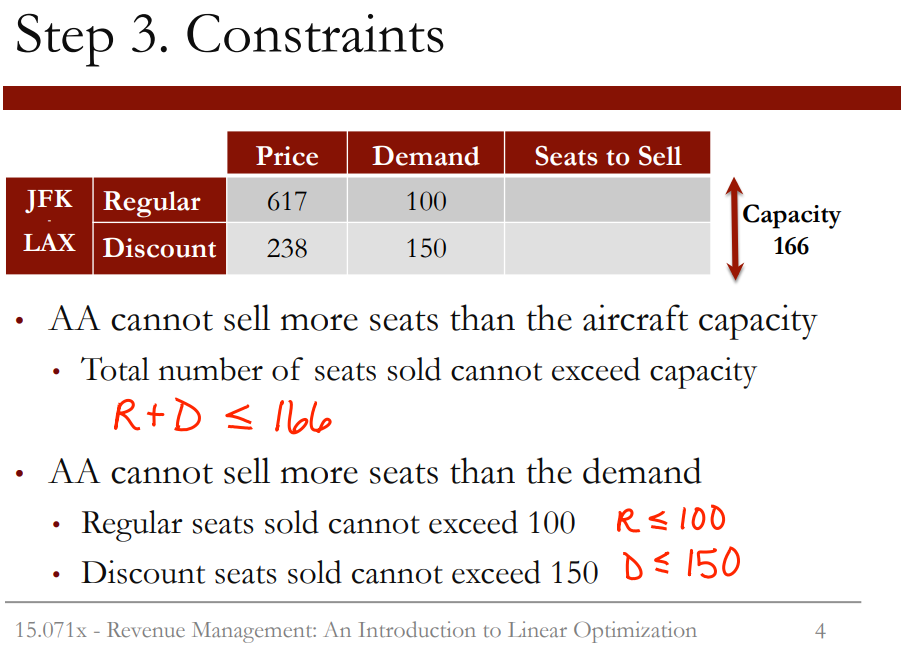 Step 3. Constraints
Price Demand Seats to Sell
JFK - LAX
Regular 617 100
Discount 238 150
Capacity
166
• AA cannot sell more seats than the aircraft capacity
• Total number of seats sold cannot exceed capacity
R+D ≤ 166
• AA cannot sell more seats than the demand
• Regular seats sold cannot exceed 100 R ≤ 100
• Discount seats sold cannot exceed 150 D ≤ 150
15.071x - Revenue Management: An Introduction to Linear Optimization 4